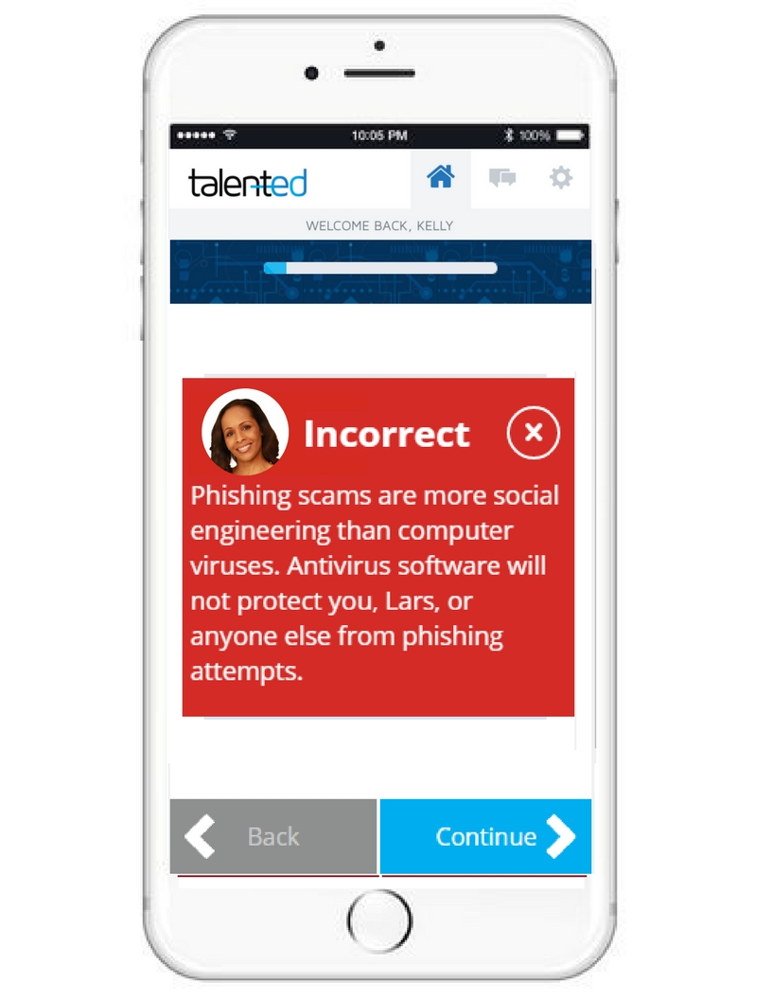 10:05 PM 100%
talented
WELCOME BACK, KELLY
Incorrect
Phishing scams are more social
engineering than computer
viruses. Antivirus software will
not protect you, Lars, or
anyone else from phishing
attempts.
Back Continue